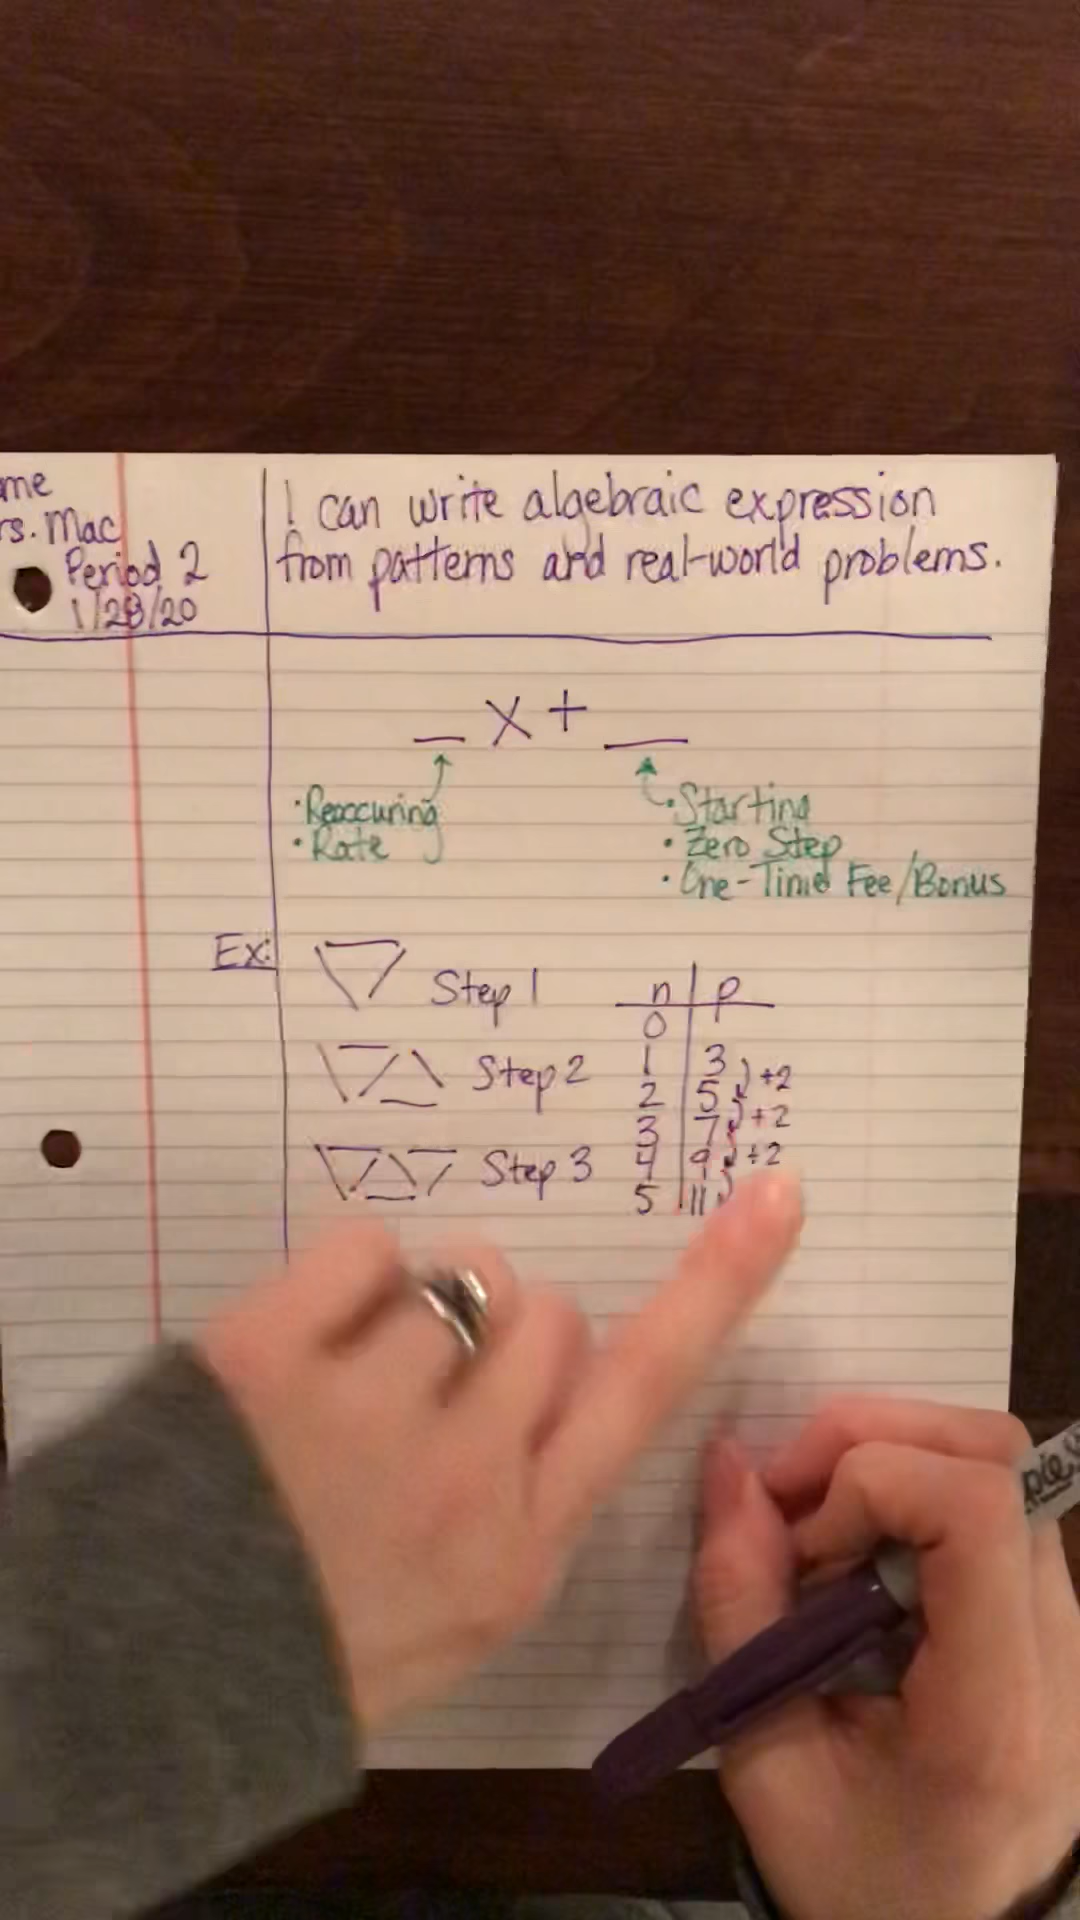 me
rs. Mac
Period 2
1/28/20
I can write algebraic expression
from patterns and real-world problems.
_ X + _
• Reoccuring
• Rate
• Starting
• Zero Step
• One-Time Fee/Bonus
Ex:
Step 1
Step 2
Step 3
n | p
0
1 | 3
2 | 5 +2
3 | 7 +2
4 | 9 +2
5 | 11